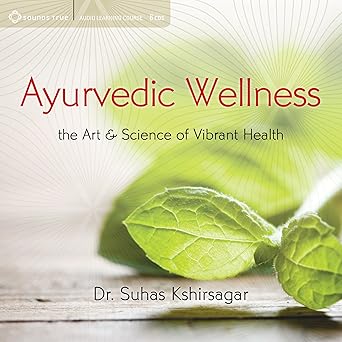 sounds true | AUDIO LEARNING COURSE | 6 CDS
Ayurvedic Wellness
the Art & Science of Vibrant Health
Dr. Suhas Kshirsagar